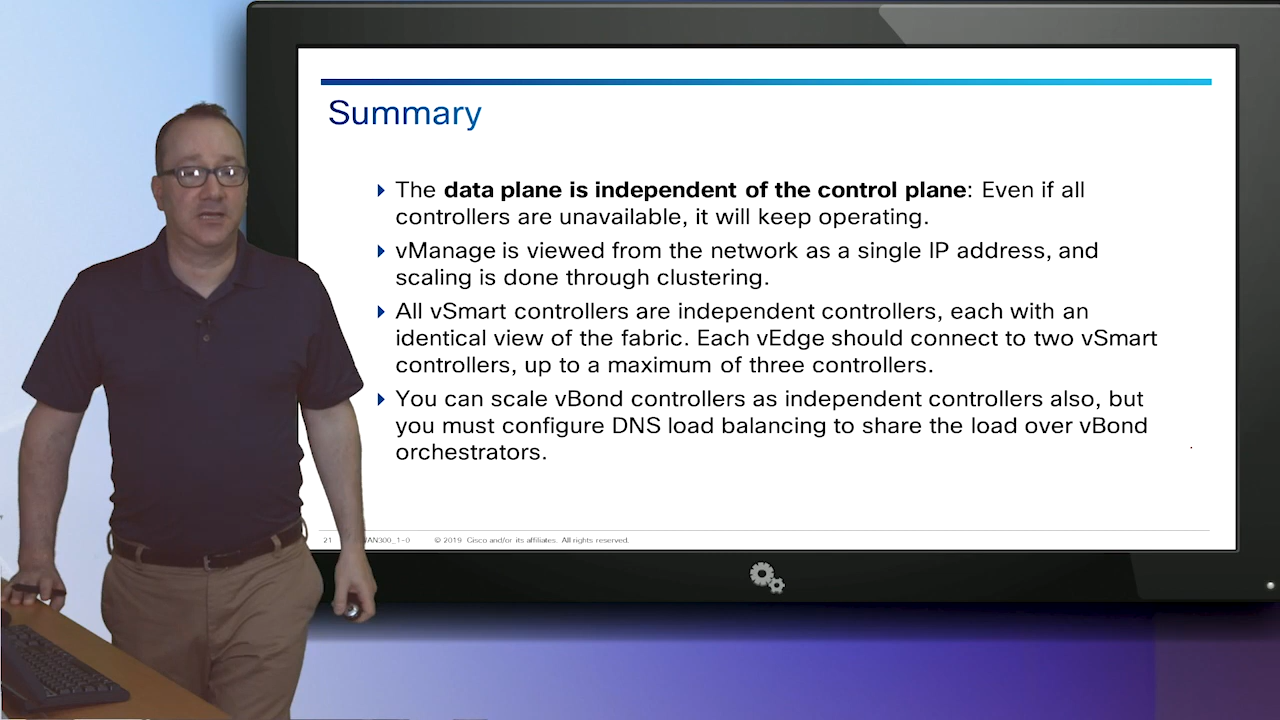 Summary
The data plane is independent of the control plane: Even if all
controllers are unavailable, it will keep operating.
vManage is viewed from the network as a single IP address, and
scaling is done through clustering.
All vSmart controllers are independent controllers, each with an
identical view of the fabric. Each vEdge should connect to two vSmart
controllers, up to a maximum of three controllers.
You can scale vBond controllers as independent controllers also, but
you must configure DNS load balancing to share the load over vBond
orchestrators.
21 WAN300_1-0 © 2019 Cisco and/or its affiliates. All rights reserved.